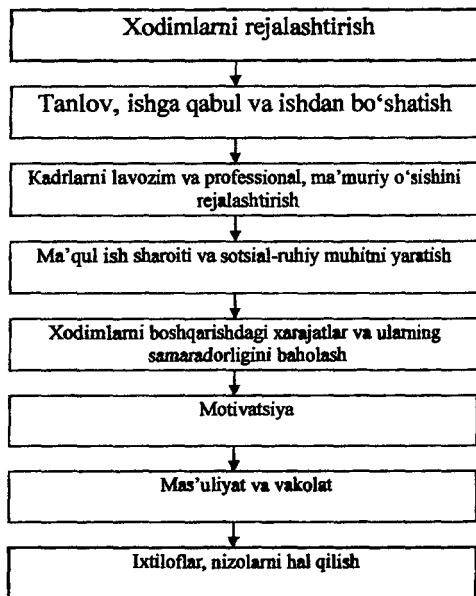 Xodimlarni rejalashtirish
Tanlov, ishga qabul va ishdan bo‘shatish
Kadrlarni lavozim va professional, ma’muriy o‘sishini
rejalashtirish
Ma’qul ish sharoiti va sotsial-ruhiy muhitni yaratish
Xodimlarni boshqarishdagi xarajatlar va ularning
samaradorligini baholash
Motivatsiya
Mas’uliyat va vakolat
Ixtiloflar, nizolarni hal qilish